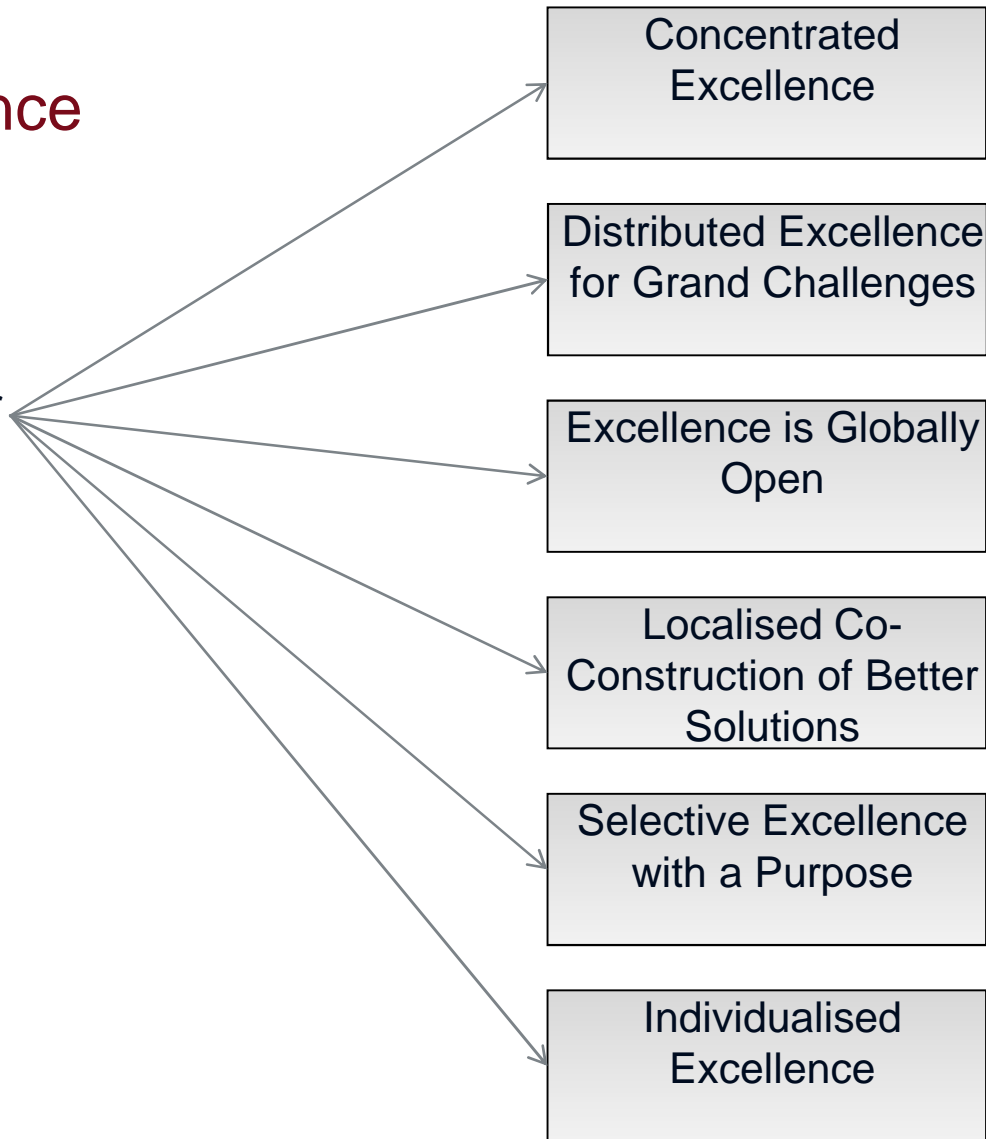 Concentrated
Excellence
Distributed Excellence
for Grand Challenges
Excellence is Globally
Open
Localised Co-
Construction of Better
Solutions
Selective Excellence
with a Purpose
Individualised
Excellence